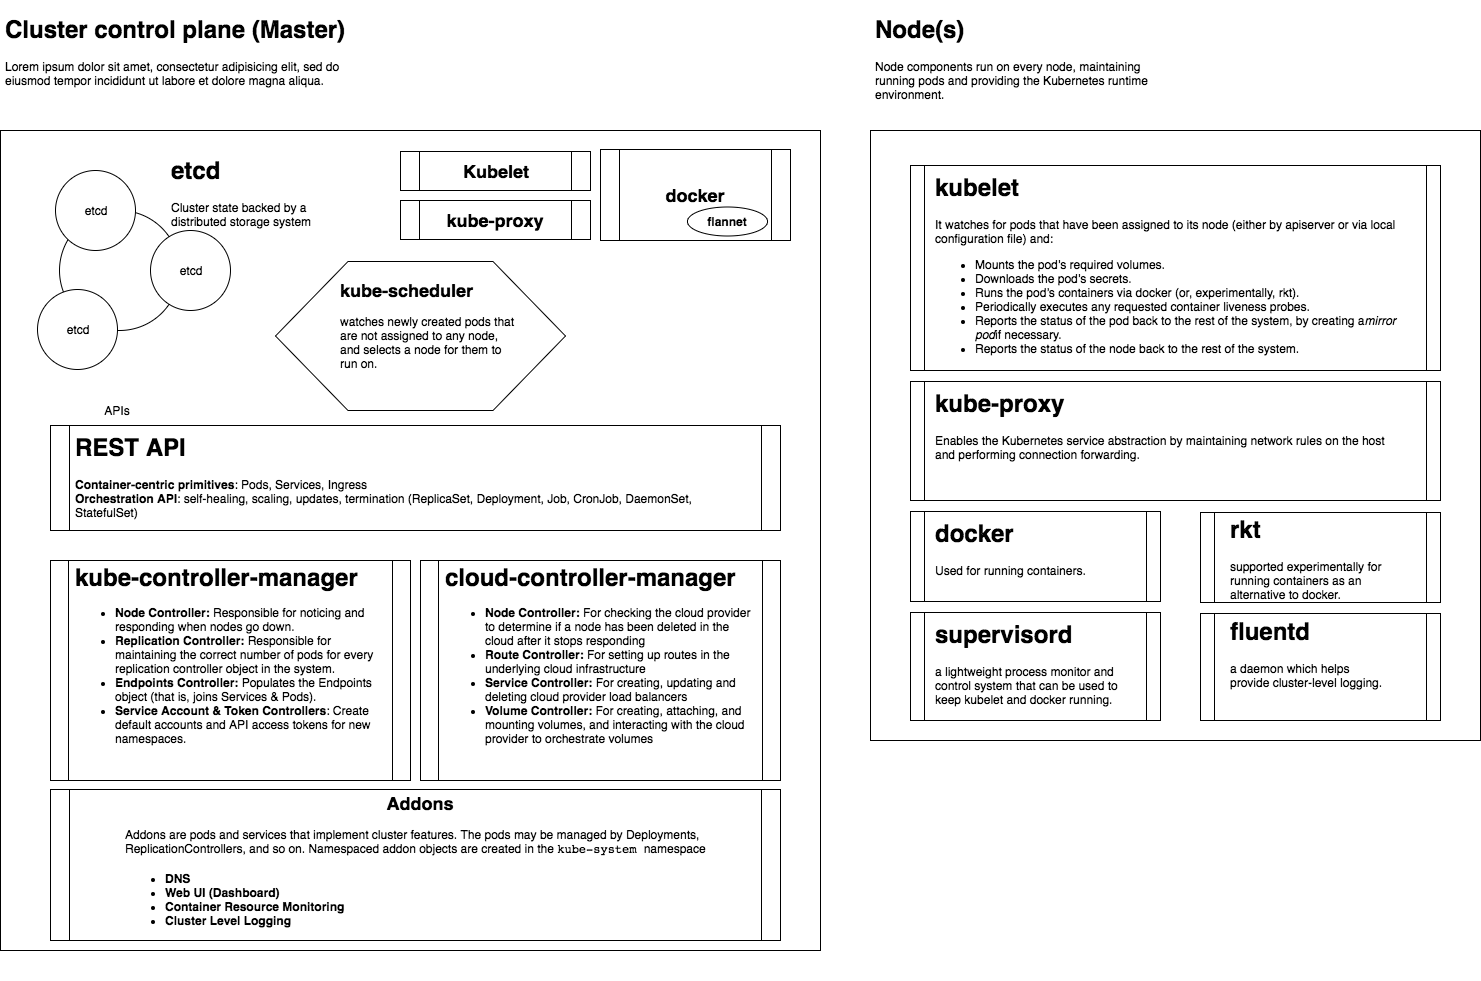 Cluster control plane (Master)
Lorem ipsum dolor sit amet, consectetur adipisicing elit, sed do
eiusmod tempor incididunt ut labore et dolore magna aliqua.
etcd
Cluster state backed by a
distributed storage system
etcd
etcd
etcd
Kubelet
kube-proxy
docker
flannet
kube-scheduler
watches newly created pods that
are not assigned to any node,
and selects a node for them to
run on.
APIs
REST API
Container-centric primitives: Pods, Services, Ingress
Orchestration API: self-healing, scaling, updates, termination (ReplicaSet, Deployment, Job, CronJob, DaemonSet,
StatefulSet)
kube-controller-manager
• Node Controller: Responsible for noticing and
responding when nodes go down.
• Replication Controller: Responsible for
maintaining the correct number of pods for every
replication controller object in the system.
• Endpoints Controller: Populates the Endpoints
object (that is, joins Services & Pods).
• Service Account & Token Controllers: Create
default accounts and API access tokens for new
namespaces.
cloud-controller-manager
• Node Controller: For checking the cloud provider
to determine if a node has been deleted in the
cloud after it stops responding
• Route Controller: For setting up routes in the
underlying cloud infrastructure
• Service Controller: For creating, updating and
deleting cloud provider load balancers
• Volume Controller: For creating, attaching, and
mounting volumes, and interacting with the cloud
provider to orchestrate volumes
Addons
Addons are pods and services that implement cluster features. The pods may be managed by Deployments,
ReplicationControllers, and so on. Namespaced addon objects are created in the kube-system namespace
• DNS
• Web UI (Dashboard)
• Container Resource Monitoring
• Cluster Level Logging
Node(s)
Node components run on every node, maintaining
running pods and providing the Kubernetes runtime
environment.
kubelet
It watches for pods that have been assigned to its node (either by apiserver or via local
configuration file) and:
• Mounts the pod's required volumes.
• Downloads the pod's secrets.
• Runs the pod's containers via docker (or, experimentally, rkt).
• Periodically executes any requested container liveness probes.
• Reports the status of the pod back to the rest of the system, by creating amirror
podif necessary.
• Reports the status of the node back to the rest of the system.
kube-proxy
Enables the Kubernetes service abstraction by maintaining network rules on the host
and performing connection forwarding.
docker
Used for running containers.
rkt
supported experimentally for
running containers as an
alternative to docker.
supervisord
a lightweight process monitor and
control system that can be used to
keep kubelet and docker running.
fluentd
a daemon which helps
provide cluster-level logging.